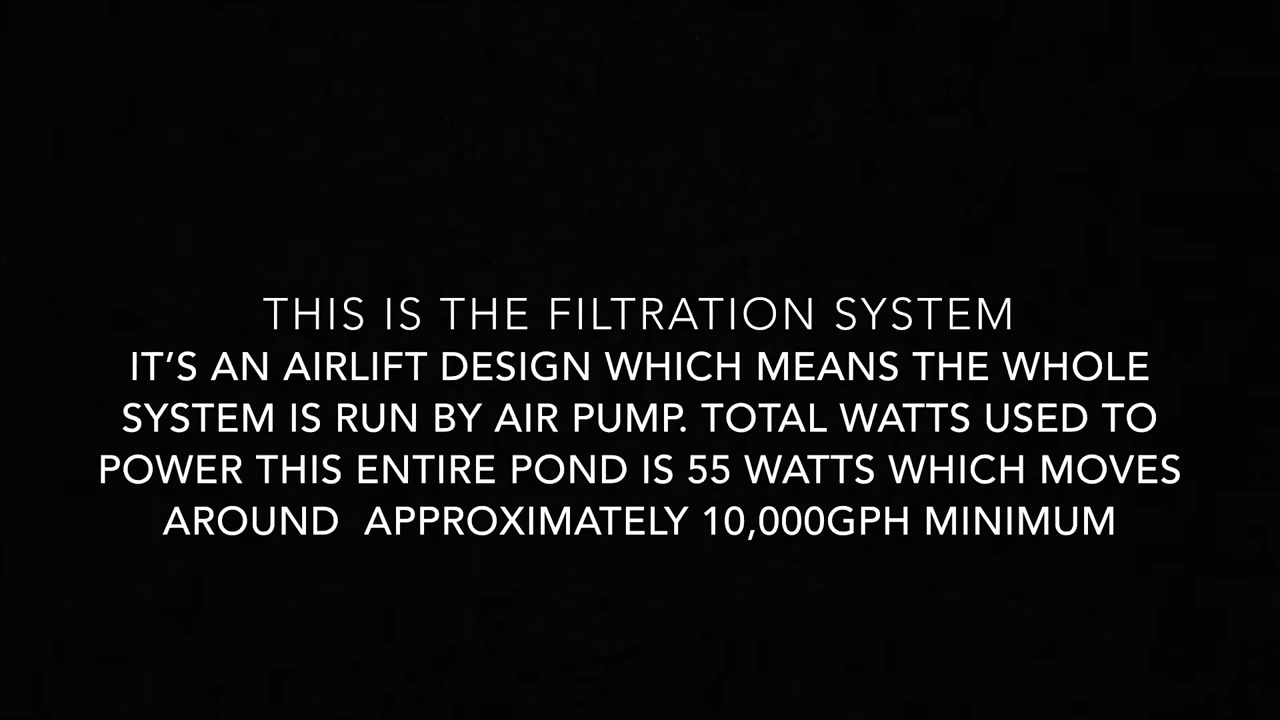 THIS IS THE FILTRATION SYSTEM
IT’S AN AIRLIFT DESIGN WHICH MEANS THE WHOLE
SYSTEM IS RUN BY AIR PUMP. TOTAL WATTS USED TO
POWER THIS ENTIRE POND IS 55 WATTS WHICH MOVES
AROUND  APPROXIMATELY 10,000GPH MINIMUM